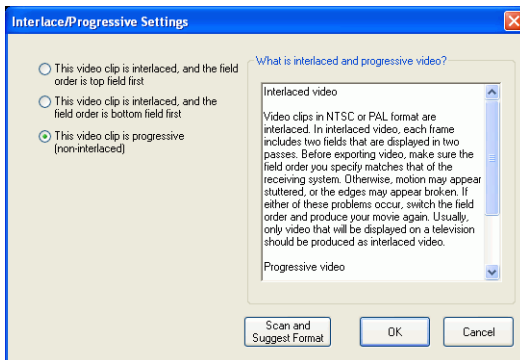 Interlace/Progressive Settings
This video clip is interlaced, and the field
order is top field first
This video clip is interlaced, and the
field order is bottom field first
This video clip is progressive
(non-interlaced)
What is interlaced and progressive video?
Interlaced video
Video clips in NTSC or PAL format are
interlaced. In interlaced video, each frame
includes two fields that are displayed in two
passes. Before exporting video, make sure the
field order you specify matches that of the
receiving system. Otherwise, motion may appear
stuttered, or the edges may appear broken. If
either of these problems occur, switch the field
order and produce your movie again. Usually,
only video that will be displayed on a television
should be produced as interlaced video.
Progressive video
Scan and
Suggest Format
OK
Cancel